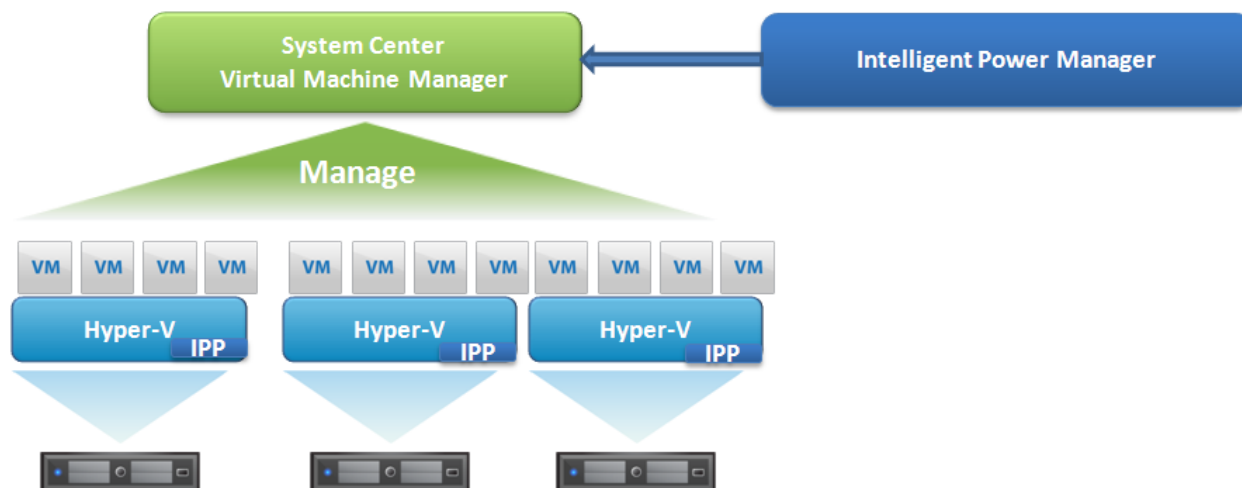 System Center
Virtual Machine Manager
Intelligent Power Manager
Manage
VM VM VM VM VM VM VM VM VM VM VM VM
Hyper-V Hyper-V Hyper-V
IPP IPP IPP